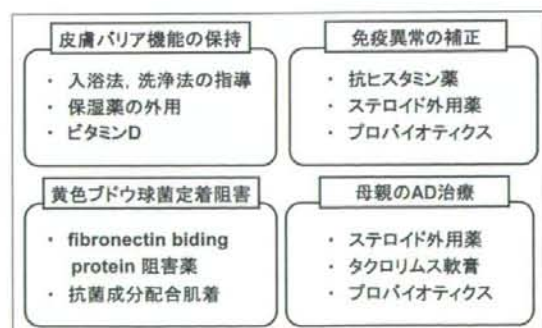 皮膚バリア機能の保持
・ 入浴法, 洗浄法の指導
・ 保湿薬の外用
・ ビタミンD
免疫異常の補正
・ 抗ヒスタミン薬
・ ステロイド外用薬
・ プロバイオティクス
黄色ブドウ球菌定着阻害
・ fibronectin biding
protein 阻害薬
・ 抗菌成分配合肌着
母親のAD治療
・ ステロイド外用薬
・ タクロリムス軟膏
・ プロバイオティクス